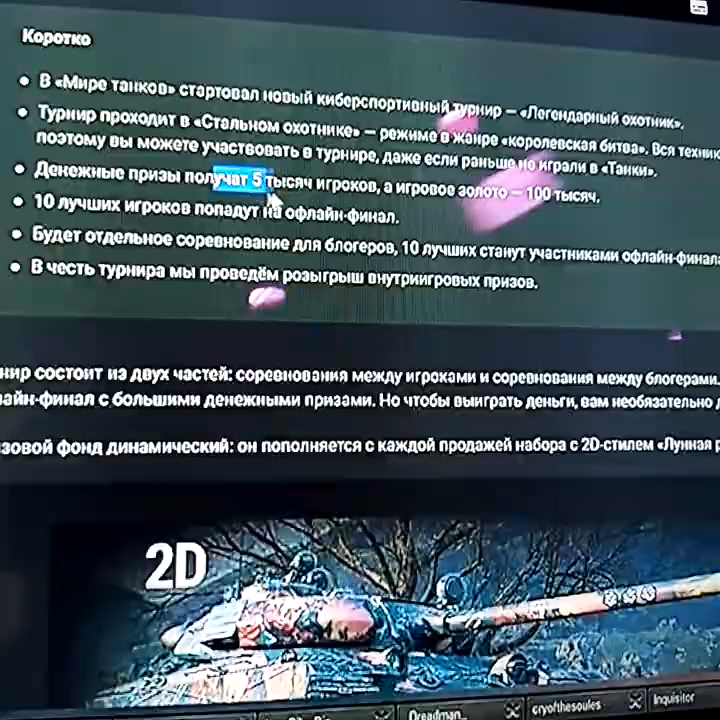 Коротко
В «Мире танков» стартовал новый киберспортивный турнир — «Легендарный охотник».
Турнир проходит в «Стальном охотнике» — режиме в жанре «королевская битва». Вся техник
поэтому вы можете участвовать в турнире, даже если раньше не играли в «Танки».
Денежные призы получат 5 тысяч игроков, а игровое золото — 100 тысяч.
10 лучших игроков попадут на офлайн-финал.
Будет отдельное соревнование для блогеров, 10 лучших станут участниками офлайн-финала
В честь турнира мы проведём розыгрыш внутриигровых призов.
нир состоит из двух частей: соревнования между игроками и соревнования между блогерами.
лайн-финал с большими денежными призами. Но чтобы выиграть деньги, вам необязательно
зовой фонд динамический: он пополняется с каждой продажей набора с 2D-стилем «Лунная
2D
Dreadman_ cryofthesoules Inquisitor